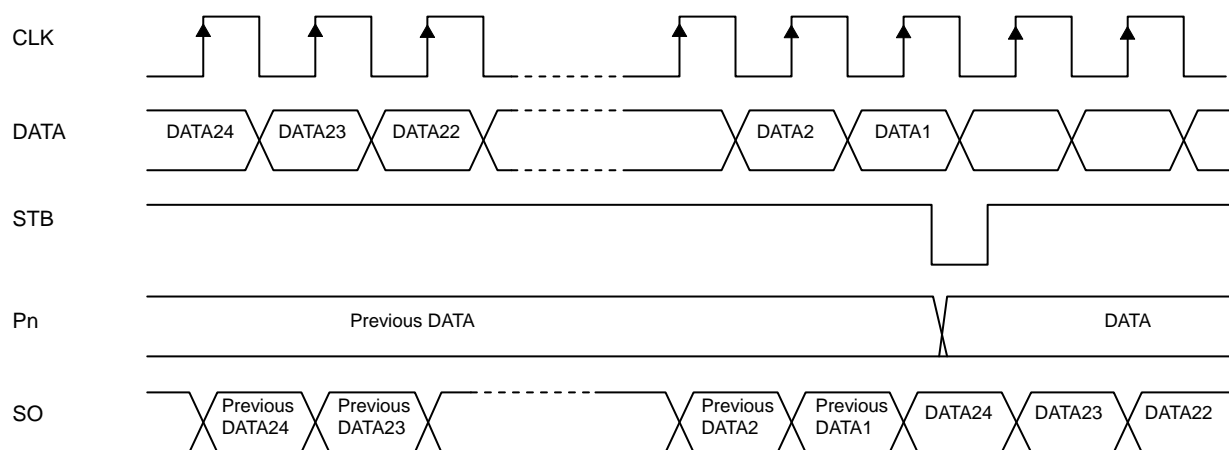 CLK
DATA
DATA24
DATA23
DATA22
DATA2
DATA1
STB
Pn
Previous DATA
DATA
SO
Previous
DATA24
Previous
DATA23
Previous
DATA2
Previous
DATA1
DATA24
DATA23
DATA22